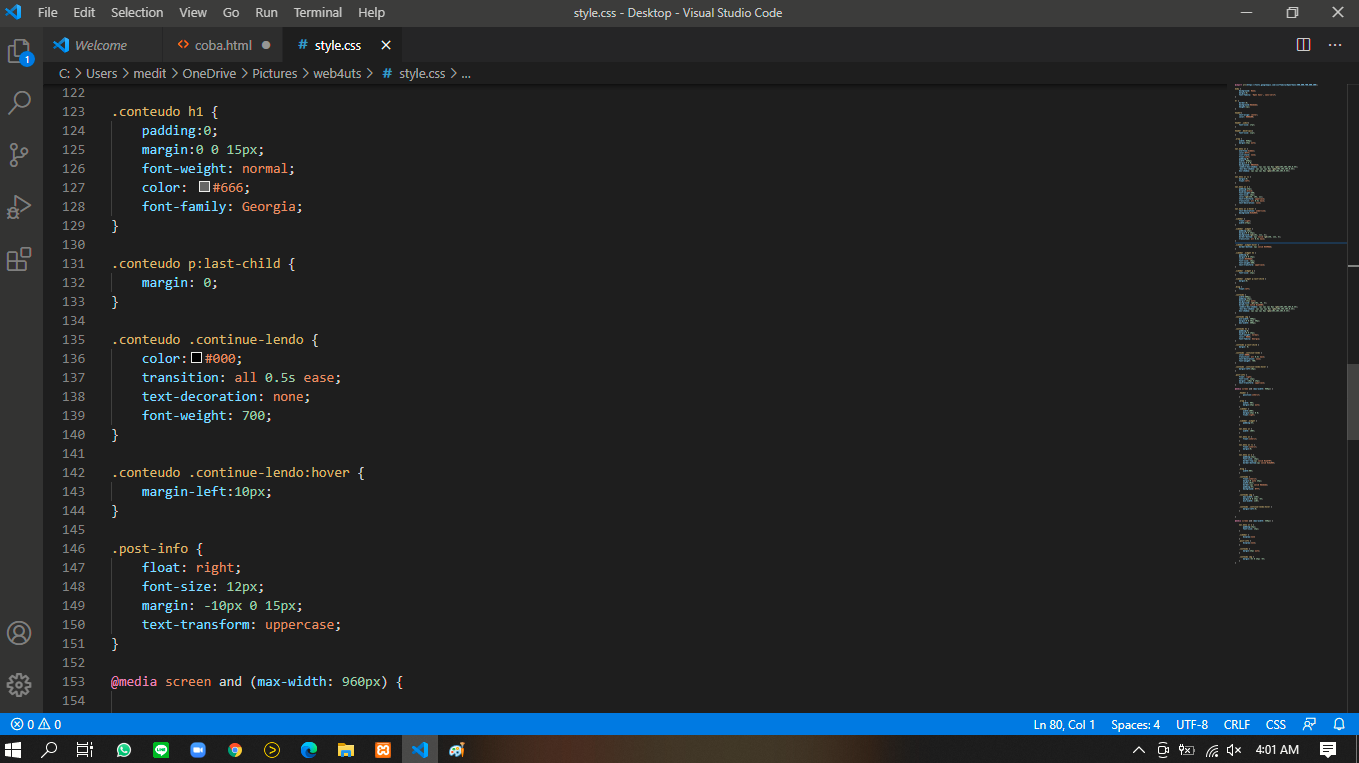 File Edit Selection View Go Run Terminal Help
style.css - Desktop - Visual Studio Code
1
Welcome
coba.html
style.css
C: > Users > medit > OneDrive > Pictures > web4uts > # style.css > ...
122
123 .conteudo h1 {
124     padding:0;
125     margin:0 0 15px;
126     font-weight: normal;
127     color: #666;
128     font-family: Georgia;
129 }
130
131 .conteudo p:last-child {
132     margin: 0;
133 }
134
135 .conteudo .continue-lendo {
136     color:#000;
137     transition: all 0.5s ease;
138     text-decoration: none;
139     font-weight: 700;
140 }
141
142 .conteudo .continue-lendo:hover {
143     margin-left:10px;
144 }
145
146 .post-info {
147     float: right;
148     font-size: 12px;
149     margin: -10px 0 15px;
150     text-transform: uppercase;
151 }
152
153 @media screen and (max-width: 960px) {
154
0 0
Ln 80, Col 1 Spaces: 4 UTF-8 CRLF CSS
4:01 AM